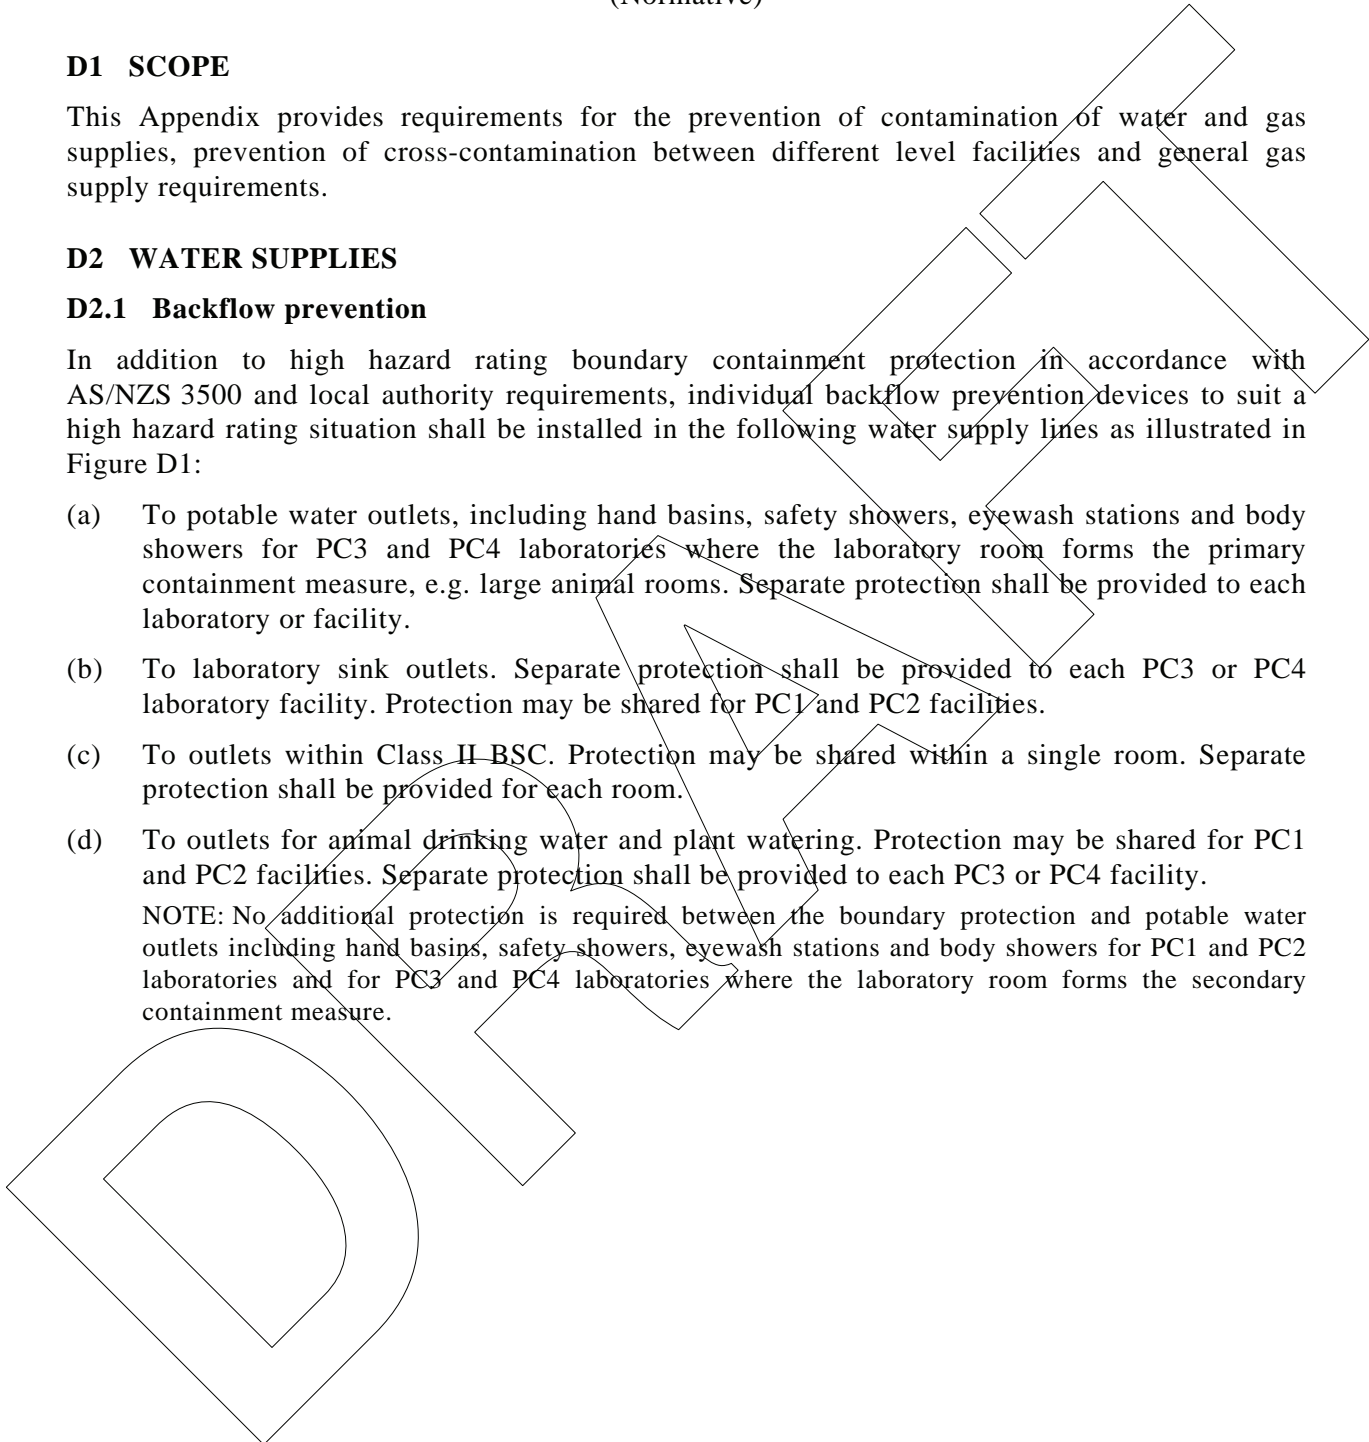 (Normative)
D1 SCOPE
This Appendix provides requirements for the prevention of contamination of water and gas
supplies, prevention of cross-contamination between different level facilities and general gas
supply requirements.
D2 WATER SUPPLIES
D2.1 Backflow prevention
In addition to high hazard rating boundary containment protection in accordance with
AS/NZS 3500 and local authority requirements, individual backflow prevention devices to suit a
high hazard rating situation shall be installed in the following water supply lines as illustrated in
Figure D1:
(a) To potable water outlets, including hand basins, safety showers, eyewash stations and body
showers for PC3 and PC4 laboratories where the laboratory room forms the primary
containment measure, e.g. large animal rooms. Separate protection shall be provided to each
laboratory or facility.
(b) To laboratory sink outlets. Separate protection shall be provided to each PC3 or PC4
laboratory facility. Protection may be shared for PC1 and PC2 facilities.
(c) To outlets within Class II BSC. Protection may be shared within a single room. Separate
protection shall be provided for each room.
(d) To outlets for animal drinking water and plant watering. Protection may be shared for PC1
and PC2 facilities. Separate protection shall be provided to each PC3 or PC4 facility.
NOTE: No additional protection is required between the boundary protection and potable water
outlets including hand basins, safety showers, eyewash stations and body showers for PC1 and PC2
laboratories and for PC3 and PC4 laboratories where the laboratory room forms the secondary
containment measure.
DRAFT